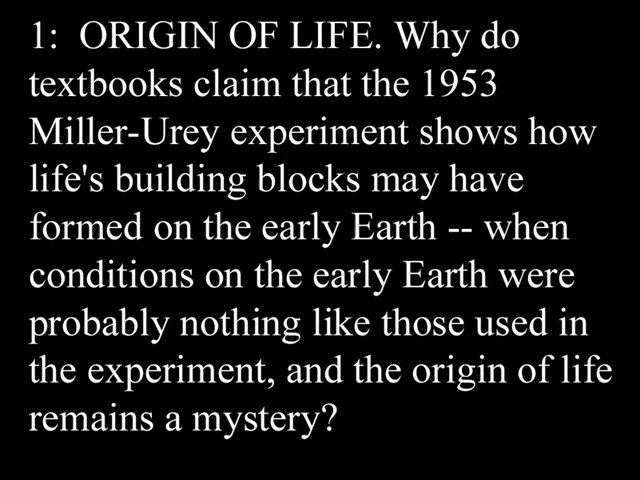 1:  ORIGIN OF LIFE. Why do
textbooks claim that the 1953
Miller-Urey experiment shows how
life's building blocks may have
formed on the early Earth -- when
conditions on the early Earth were
probably nothing like those used in
the experiment, and the origin of life
remains a mystery?